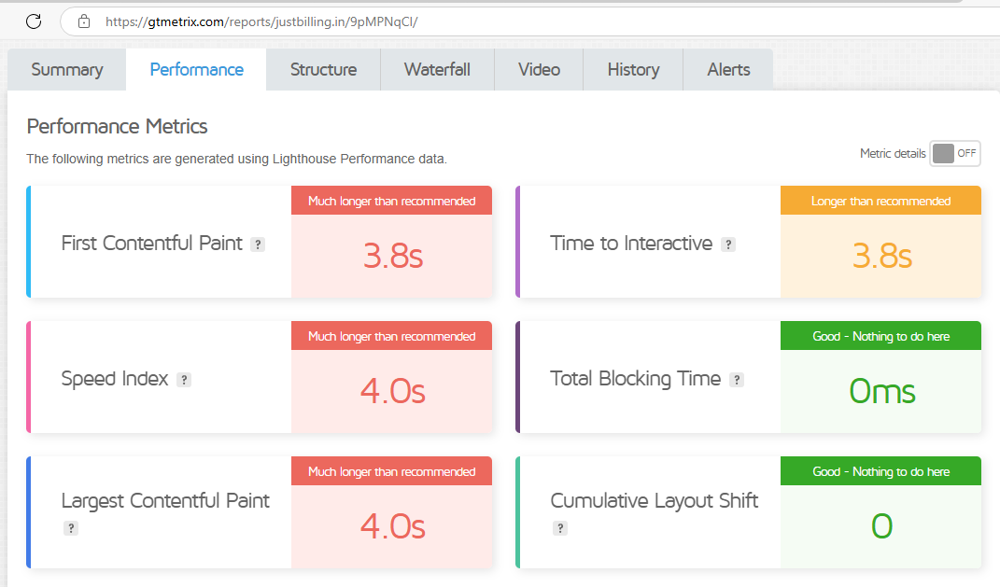 https://gtmetrix.com/reports/justbilling.in/9pMPNqCl/
Summary Performance Structure Waterfall Video History Alerts
Performance Metrics
The following metrics are generated using Lighthouse Performance data.
Metric details OFF
First Contentful Paint ?
Much longer than recommended
3.8s
Time to Interactive ?
Longer than recommended
3.8s
Speed Index ?
Much longer than recommended
4.0s
Total Blocking Time ?
Good - Nothing to do here
0ms
Largest Contentful Paint
?
Much longer than recommended
4.0s
Cumulative Layout Shift
?
Good - Nothing to do here
0